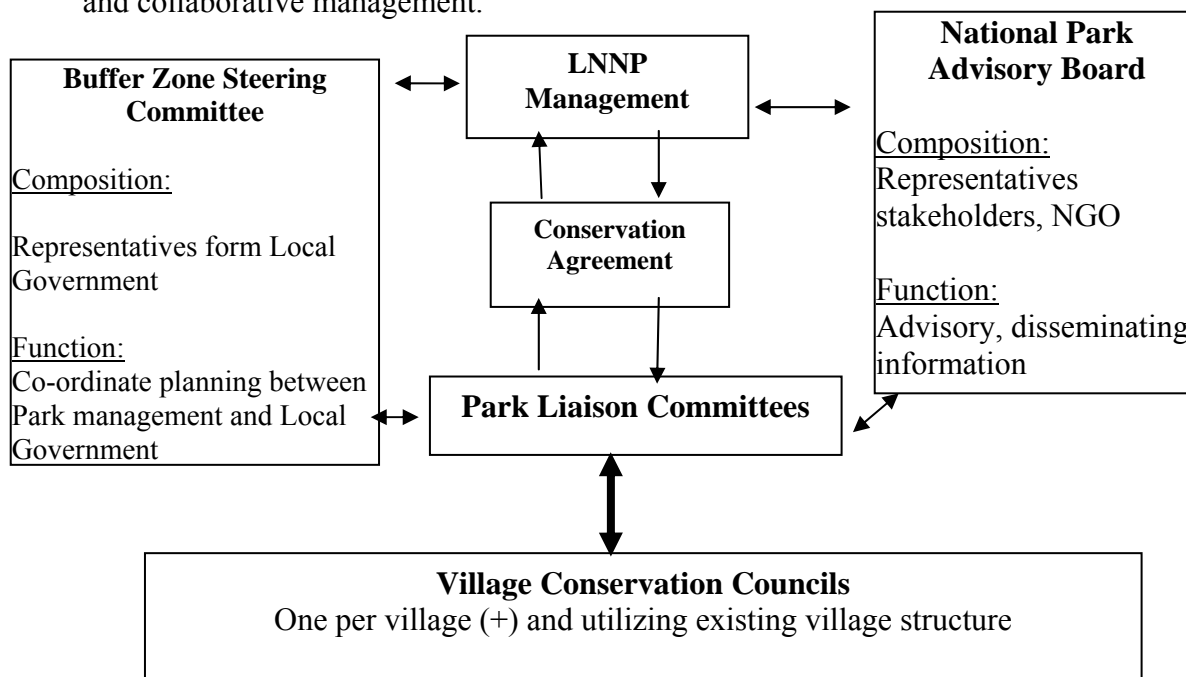 and collaborative management.
Buffer Zone Steering
Committee
Composition:
Representatives form Local
Government
Function:
Co-ordinate planning between
Park management and Local
Government
LNNP
Management
Conservation
Agreement
Park Liaison Committees
National Park
Advisory Board
Composition:
Representatives
stakeholders, NGO
Function:
Advisory, disseminating
information
Village Conservation Councils
One per village (+) and utilizing existing village structure